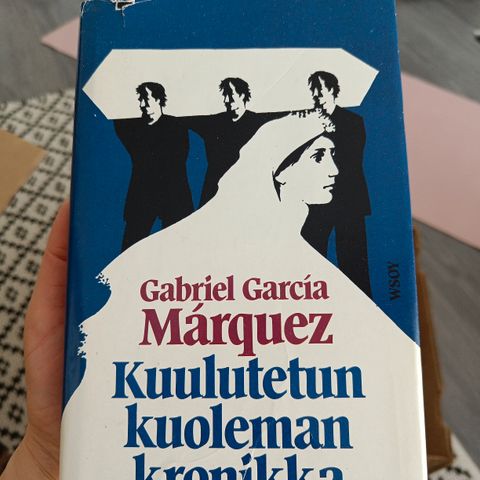 WSOY
Gabriel García
Márquez
Kuulutetun
kuoleman
kronikka